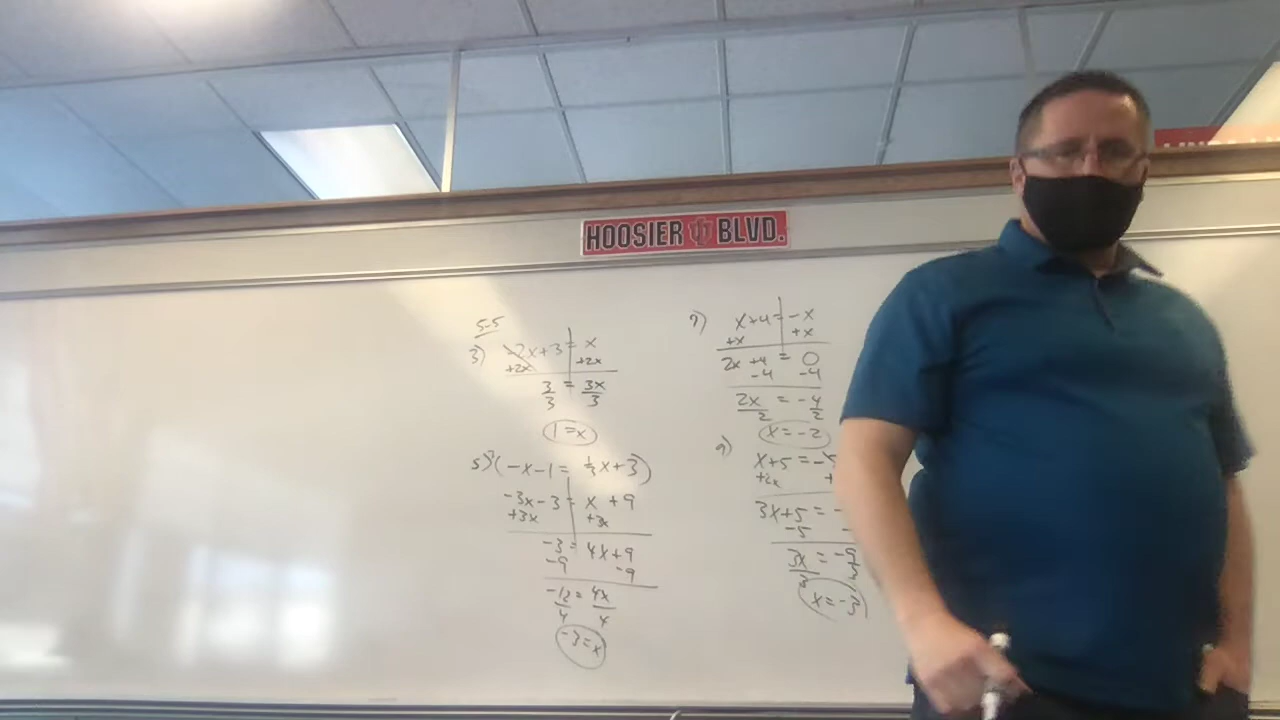 HOOSIER BLVD.
5-5
3) -2x+3 = x
+2x +2x
3/3 = 3x/3
1 = x
5) 3(-x-1 = 1/3x+3)
-3x-3 = x+9
+3x +3x
-3 = 4x+9
-9 -9
-12/4 = 4x/4
-3 = x
7) x+4 = -x
+x +x
2x+4 = 0
-4 -4
2x/2 = -4/2
x = -2
9)
x+5 =
+2x +
3x+5 = -
-5 -
3x/3 = -9/3
x = -3